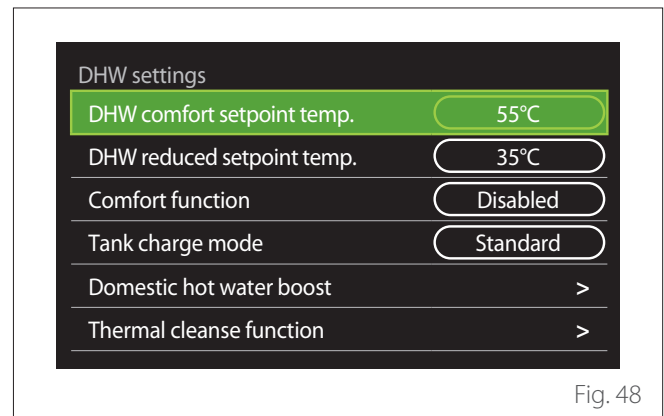 DHW settings
DHW comfort setpoint temp. 55°C
DHW reduced setpoint temp. 35°C
Comfort function Disabled
Tank charge mode Standard
Domestic hot water boost >
Thermal cleanse function >
Fig. 48